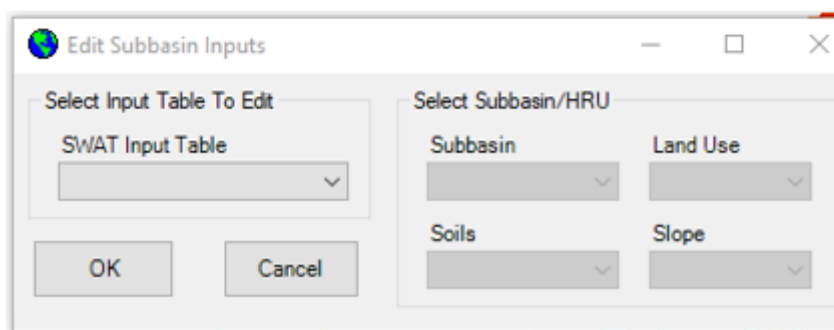 Edit Subbasin Inputs
Select Input Table To Edit
SWAT Input Table
OK
Cancel
Select Subbasin/HRU
Subbasin
Land Use
Soils
Slope